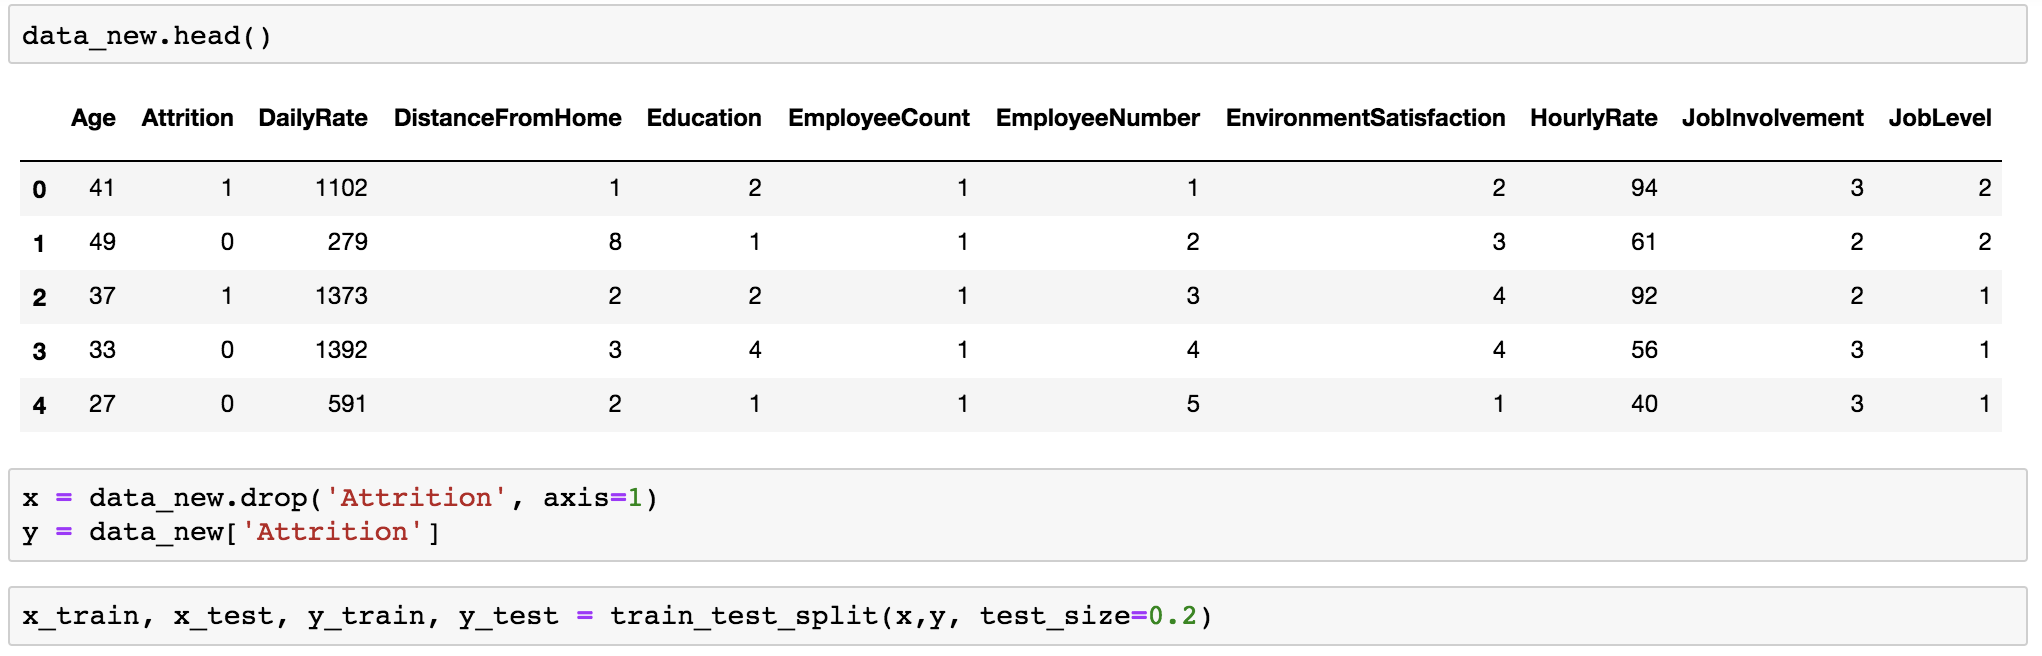 data_new.head()
Age Attrition DailyRate DistanceFromHome Education EmployeeCount EmployeeNumber EnvironmentSatisfaction HourlyRate JobInvolvement JobLevel
0 41 1 1102 1 2 1 1 2 94 3 2
1 49 0 279 8 1 1 2 3 61 2 2
2 37 1 1373 2 2 1 3 4 92 2 1
3 33 0 1392 3 4 1 4 4 56 3 1
4 27 0 591 2 1 1 5 1 40 3 1
x = data_new.drop('Attrition', axis=1)
y = data_new['Attrition']
x_train, x_test, y_train, y_test = train_test_split(x,y, test_size=0.2)